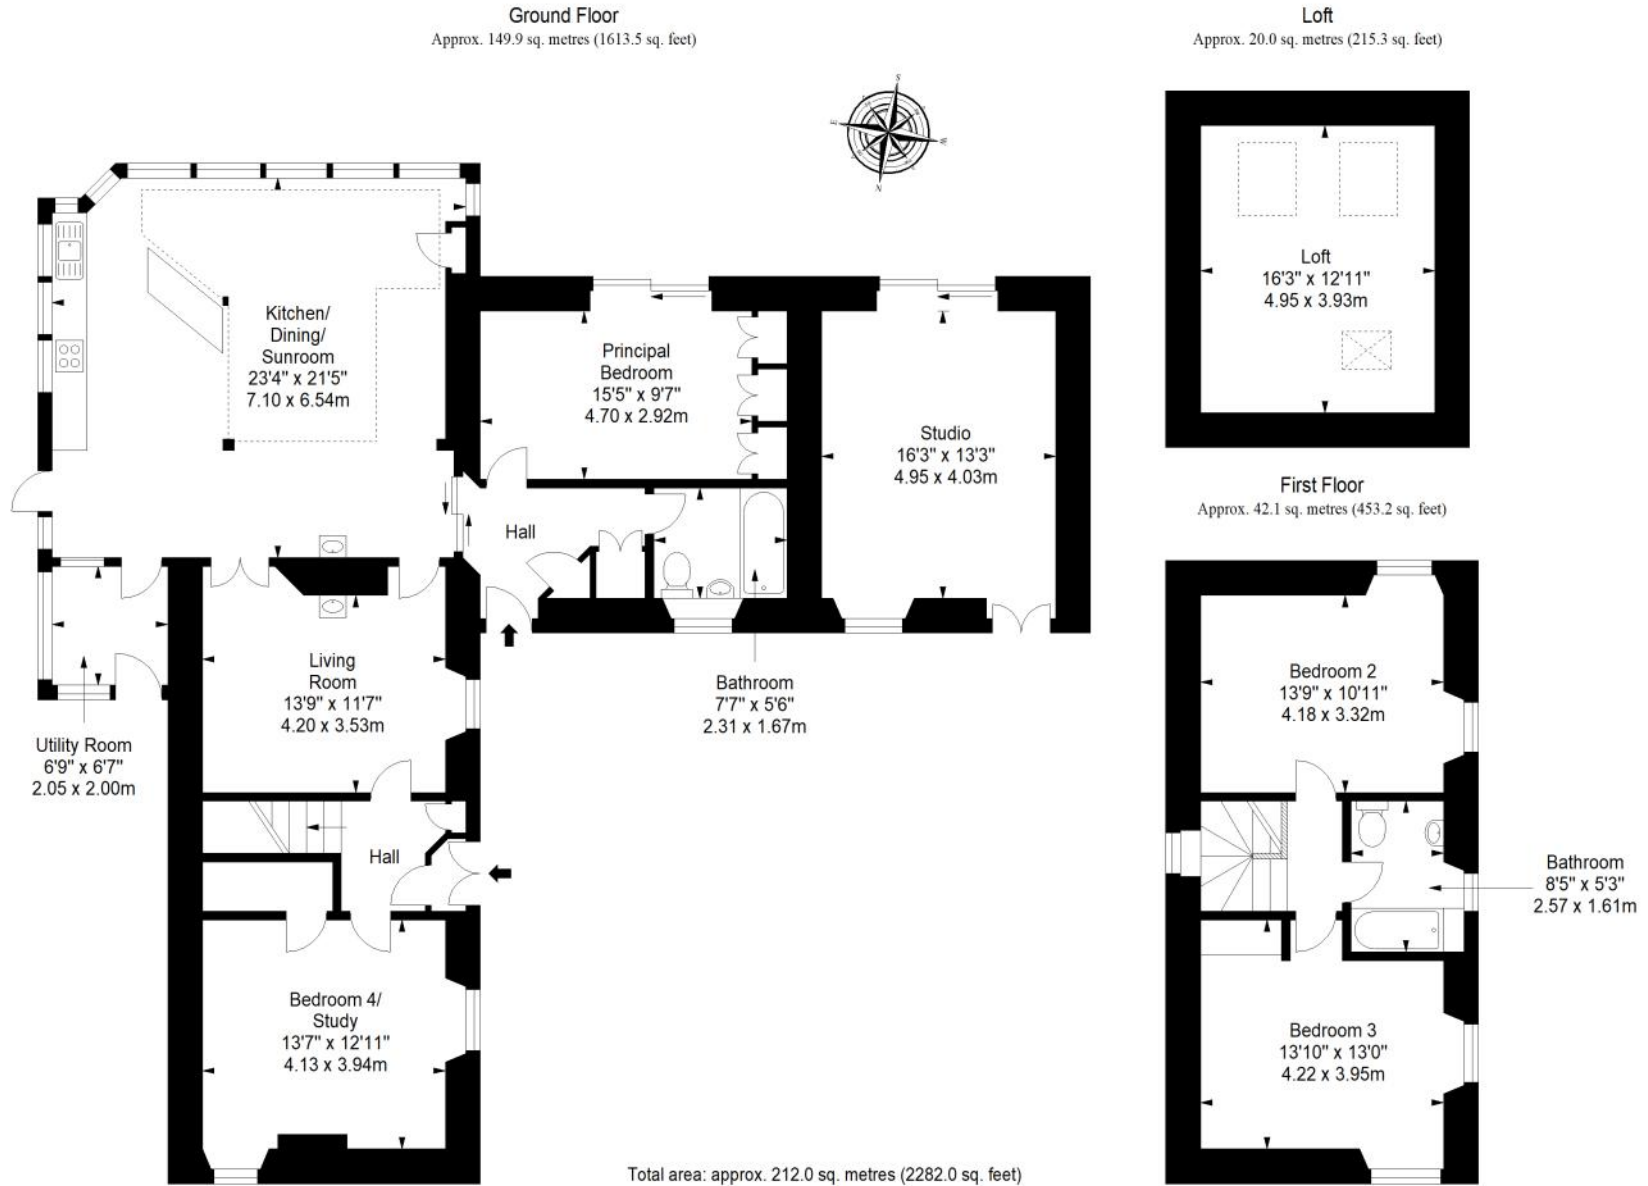 Ground Floor
Approx. 149.9 sq. metres (1613.5 sq. feet)
Loft
Approx. 20.0 sq. metres (215.3 sq. feet)
S
E
W
N
Kitchen/
Dining/
Sunroom
23'4" x 21'5"
7.10 x 6.54m
Principal
Bedroom
15'5" x 9'7"
4.70 x 2.92m
Studio
16'3" x 13'3"
4.95 x 4.03m
Loft
16'3" x 12'11"
4.95 x 3.93m
Hall
First Floor
Approx. 42.1 sq. metres (453.2 sq. feet)
Living
Room
13'9" x 11'7"
4.20 x 3.53m
Bathroom
7'7" x 5'6"
2.31 x 1.67m
Bedroom 2
13'9" x 10'11"
4.18 x 3.32m
Utility Room
6'9" x 6'7"
2.05 x 2.00m
Hall
Bathroom
8'5" x 5'3"
2.57 x 1.61m
Bedroom 4/
Study
13'7" x 12'11"
4.13 x 3.94m
Bedroom 3
13'10" x 13'0"
4.22 x 3.95m
Total area: approx. 212.0 sq. metres (2282.0 sq. feet)